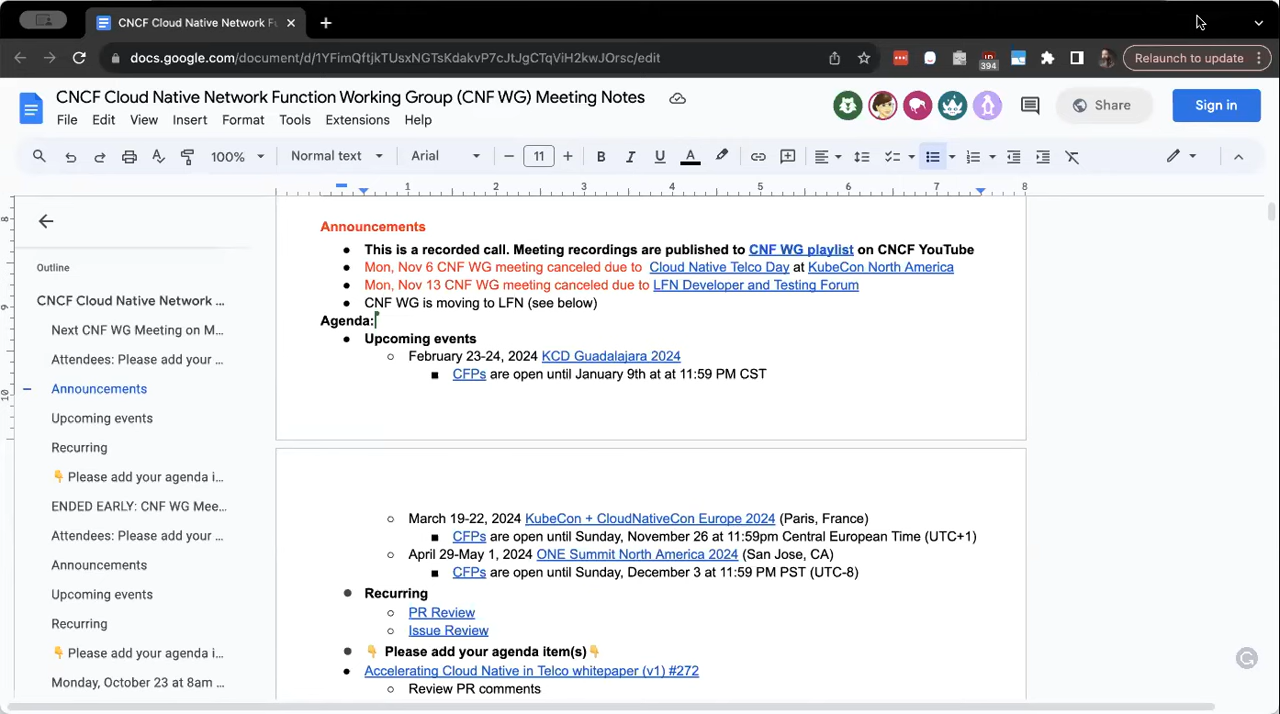 CNCF Cloud Native Network F
docs.google.com/document/d/1YFimQftjkTUsxNGTsKdakvP7cJtJgCTqViH2kwJOrsc/edit
394
Relaunch to update
CNCF Cloud Native Network Function Working Group (CNF WG) Meeting Notes
File Edit View Insert Format Tools Extensions Help
Share
Sign in
100% Normal text Arial 11 B I U A
1 2 3 4 5 6 7 8
8
9
10
Outline
CNCF Cloud Native Network ...
Next CNF WG Meeting on M...
Attendees: Please add your ...
Announcements
Upcoming events
Recurring
👇 Please add your agenda i...
ENDED EARLY: CNF WG Mee...
Attendees: Please add your ...
Announcements
Upcoming events
Recurring
👇 Please add your agenda i...
Monday, October 23 at 8am ...
Announcements
● This is a recorded call. Meeting recordings are published to CNF WG playlist on CNCF YouTube
● Mon, Nov 6 CNF WG meeting canceled due to Cloud Native Telco Day at KubeCon North America
● Mon, Nov 13 CNF WG meeting canceled due to LFN Developer and Testing Forum
● CNF WG is moving to LFN (see below)
Agenda:
● Upcoming events
○ February 23-24, 2024 KCD Guadalajara 2024
■ CFPs are open until January 9th at at 11:59 PM CST
○ March 19-22, 2024 KubeCon + CloudNativeCon Europe 2024 (Paris, France)
■ CFPs are open until Sunday, November 26 at 11:59pm Central European Time (UTC+1)
○ April 29-May 1, 2024 ONE Summit North America 2024 (San Jose, CA)
■ CFPs are open until Sunday, December 3 at 11:59 PM PST (UTC-8)
● Recurring
○ PR Review
○ Issue Review
● 👇 Please add your agenda item(s)👇
● Accelerating Cloud Native in Telco whitepaper (v1) #272
○ Review PR comments